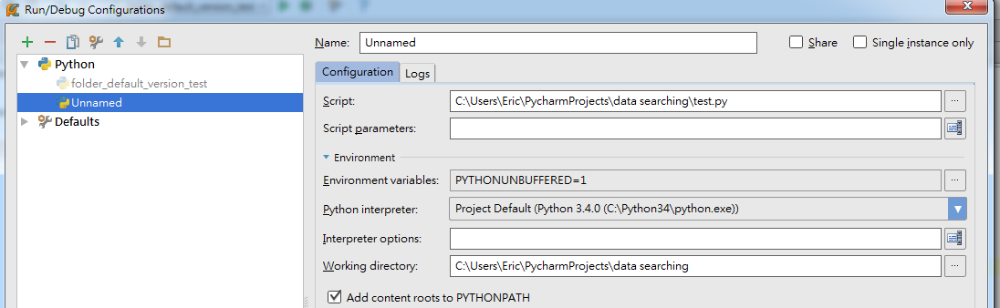 Run/Debug Configurations
Name: Unnamed Share Single instance only
Python
folder_default_version_test
Unnamed
Defaults
Configuration Logs
Script: C:\Users\Eric\PycharmProjects\data searching\test.py ...
Script parameters:
Environment
Environment variables: PYTHONUNBUFFERED=1 ...
Python interpreter: Project Default (Python 3.4.0 (C:\Python34\python.exe))
Interpreter options:
Working directory: C:\Users\Eric\PycharmProjects\data searching ...
Add content roots to PYTHONPATH